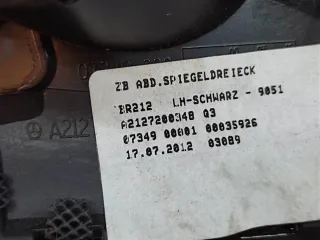 A212
ZB ABD.SPIEGELDREIECK
BR212 LH-SCHWARZ - 9051
A2127200348 Q3
07349 00001 00035926
17.07.2012 03089